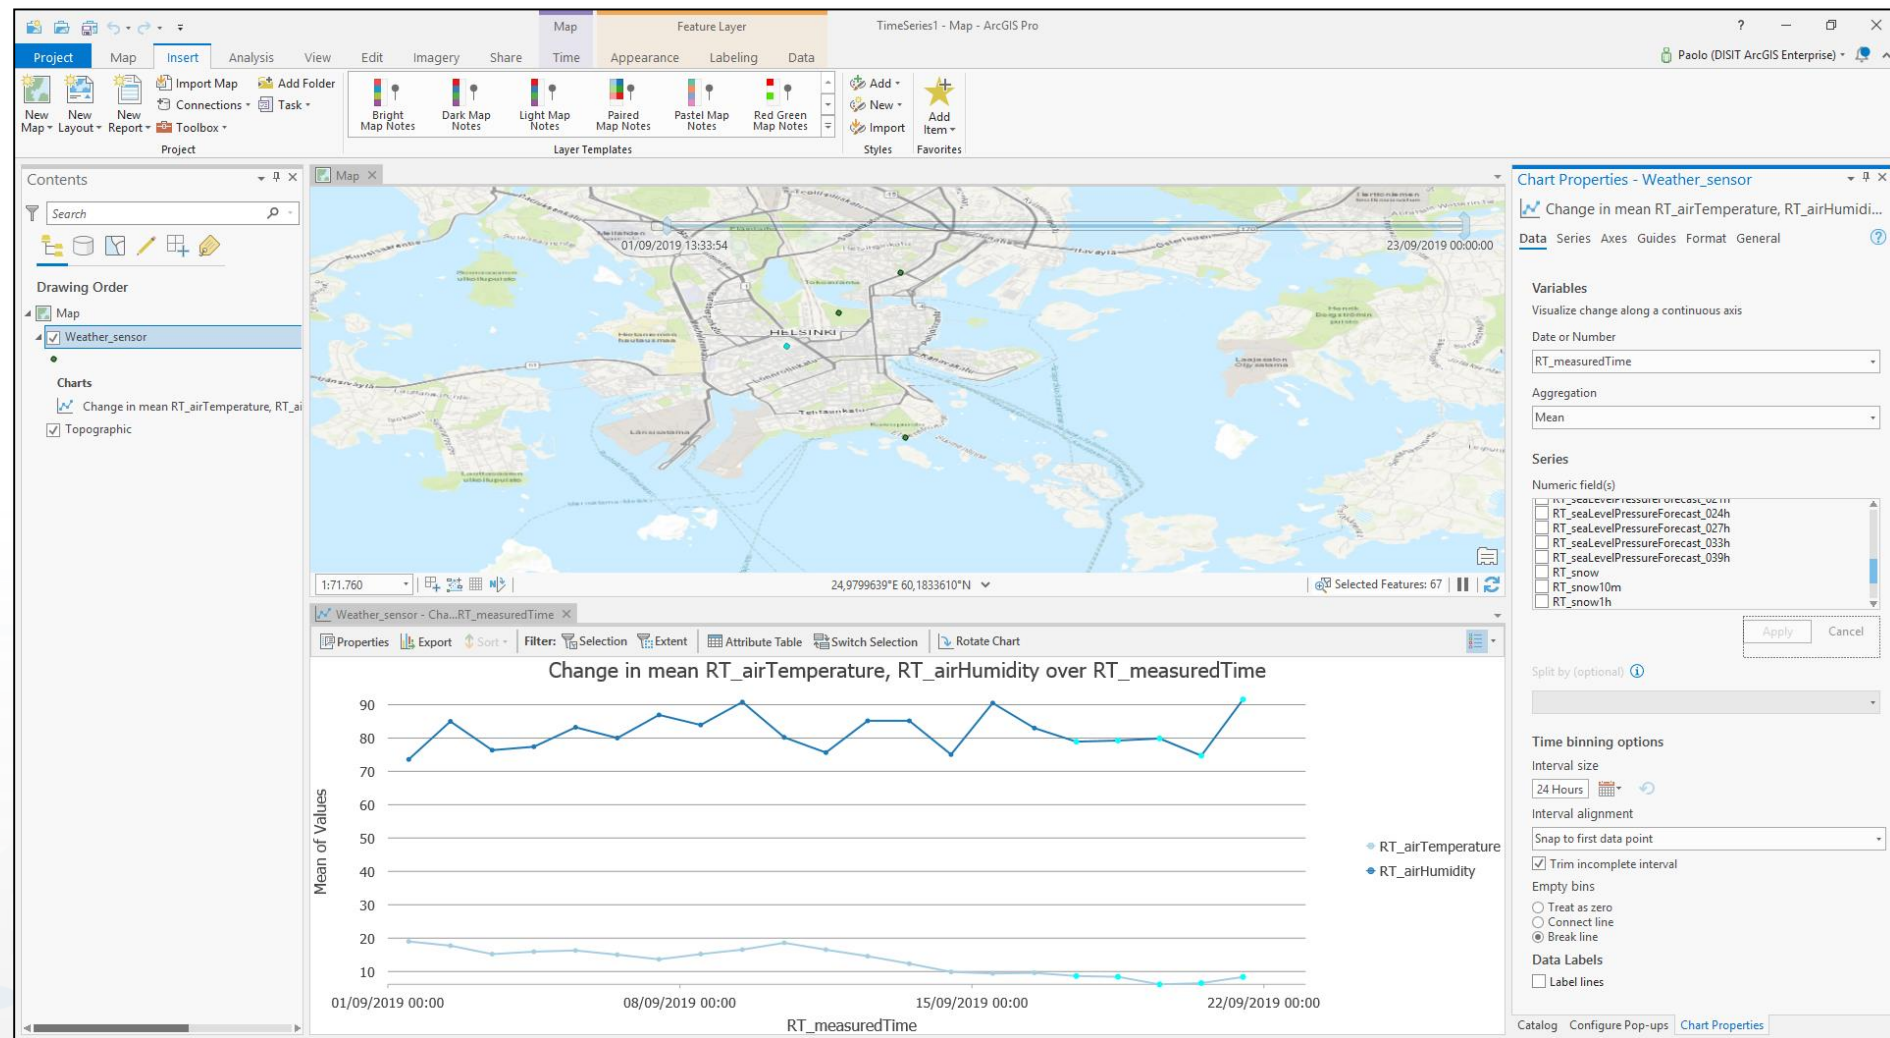 Map
Feature Layer
TimeSeries1 - Map - ArcGIS Pro
?
Project
Map
Insert
Analysis
View
Edit
Imagery
Share
Time
Appearance
Labeling
Data
Paolo (DISIT ArcGIS Enterprise)
New Map
New Layout
New Report
Import Map
Connections
Toolbox
Add Folder
Task
Project
Bright Map Notes
Dark Map Notes
Light Map Notes
Paired Map Notes
Pastel Map Notes
Red Green Map Notes
Layer Templates
Add
New
Import
Styles
Add Item
Favorites
Contents
Search
Drawing Order
Map
Weather_sensor
Charts
Change in mean RT_airTemperature, RT_ai
Topographic
Map
01/09/2019 13:33:54
23/09/2019 00:00:00
HELSINKI
Länsisatama
1:71.760
24,9799639°E 60,1833610°N
Selected Features: 67
Weather_sensor - Cha...RT_measuredTime
Properties
Export
Sort
Filter:
Selection
Extent
Attribute Table
Switch Selection
Rotate Chart
Change in mean RT_airTemperature, RT_airHumidity over RT_measuredTime
90
80
70
60
50
40
30
20
10
Mean of Values
01/09/2019 00:00
08/09/2019 00:00
15/09/2019 00:00
22/09/2019 00:00
RT_measuredTime
RT_airTemperature
RT_airHumidity
Chart Properties - Weather_sensor
Change in mean RT_airTemperature, RT_airHumidi...
Data
Series
Axes
Guides
Format
General
?
Variables
Visualize change along a continuous axis
Date or Number
RT_measuredTime
Aggregation
Mean
Series
Numeric field(s)
RT_seaLevelPressureForecast_021h
RT_seaLevelPressureForecast_024h
RT_seaLevelPressureForecast_027h
RT_seaLevelPressureForecast_033h
RT_seaLevelPressureForecast_039h
RT_snow
RT_snow10m
RT_snow1h
Apply
Cancel
Split by (optional)
Time binning options
Interval size
24 Hours
Interval alignment
Snap to first data point
Trim incomplete interval
Empty bins
Treat as zero
Connect line
Break line
Data Labels
Label lines
Catalog
Configure Pop-ups
Chart Properties